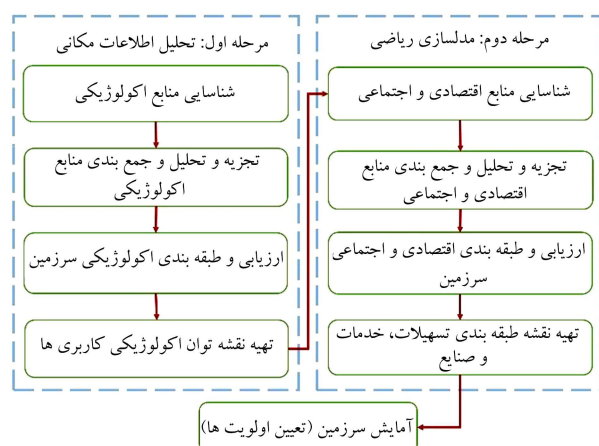 مرحله اول: تحلیل اطلاعات مکانی
شناسایی منابع اکولوژیکی
تجزیه و تحلیل و جمع بندی منابع
اکولوژیکی
ارزیابی و طبقه بندی اکولوژیکی سرزمین
تهیه نقشه توان اکولوژیکی کاربری ها
مرحله دوم: مدلسازی ریاضی
شناسایی منابع اقتصادی و اجتماعی
تجزیه و تحلیل و جمع بندی منابع
اقتصادی و اجتماعی
ارزیابی و طبقه بندی اقتصادی و اجتماعی
سرزمین
تهیه نقشه طبقه بندی تسهیلات، خدمات
و صنایع
آمایش سرزمین (تعیین اولویت ها)